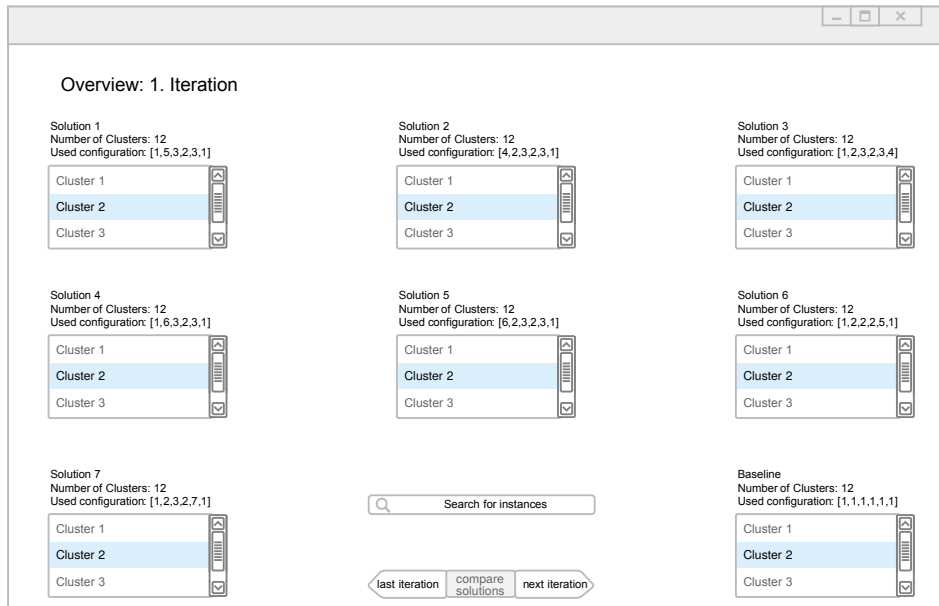 Overview: 1. Iteration
Solution 1
Number of Clusters: 12
Used configuration: [1,5,3,2,3,1]
Cluster 1
Cluster 2
Cluster 3
Solution 2
Number of Clusters: 12
Used configuration: [4,2,3,2,3,1]
Cluster 1
Cluster 2
Cluster 3
Solution 3
Number of Clusters: 12
Used configuration: [1,2,3,2,3,4]
Cluster 1
Cluster 2
Cluster 3
Solution 4
Number of Clusters: 12
Used configuration: [1,6,3,2,3,1]
Cluster 1
Cluster 2
Cluster 3
Solution 5
Number of Clusters: 12
Used configuration: [6,2,3,2,3,1]
Cluster 1
Cluster 2
Cluster 3
Solution 6
Number of Clusters: 12
Used configuration: [1,2,2,2,5,1]
Cluster 1
Cluster 2
Cluster 3
Solution 7
Number of Clusters: 12
Used configuration: [1,2,3,2,7,1]
Cluster 1
Cluster 2
Cluster 3
Search for instances
last iteration
compare
solutions
next iteration
Baseline
Number of Clusters: 12
Used configuration: [1,1,1,1,1,1]
Cluster 1
Cluster 2
Cluster 3